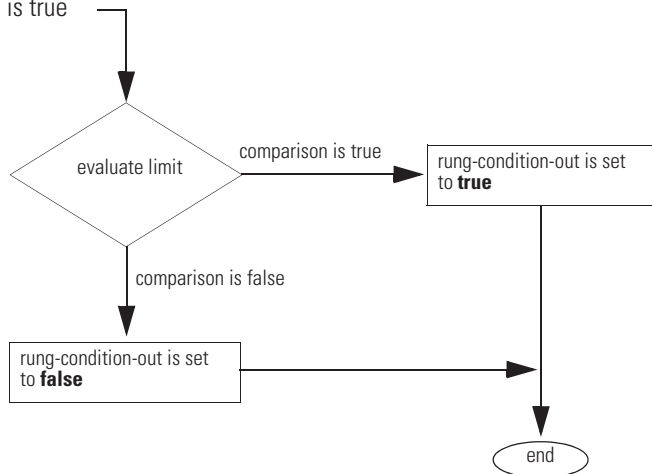 is true
evaluate limit
comparison is true
rung-condition-out is set
to true
comparison is false
rung-condition-out is set
to false
end